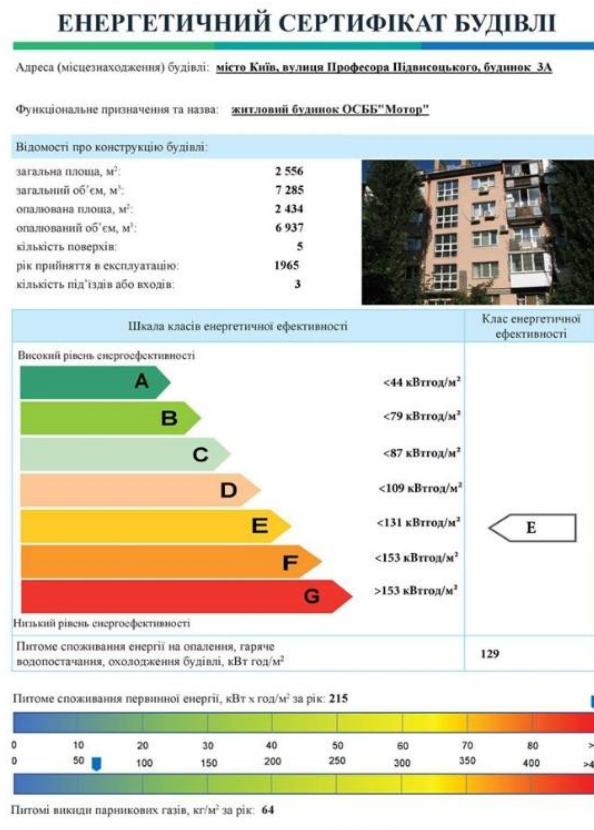 ЕНЕРГЕТИЧНИЙ СЕРТИФІКАТ БУДІВЛІ
Адреса (місцезнаходження) будівлі: місто Київ, вулиця Професора Підвисоцького, будинок 3А
Функціональне призначення та назва: житловий будинок ОСББ"Мотор"
Відомості про конструкцію будівлі:
загальна площа, м²: 2 556
загальний об'єм, м³: 7 285
опалювана площа, м²: 2 434
опалюваний об'єм, м³: 6 937
кількість поверхів: 5
рік прийняття в експлуатацію: 1965
кількість під'їздів або входів: 3
Шкала класів енергетичної ефективності
Клас енергетичної
ефективності
Високий рівень енергоефективності
A <44 кВтгод/м²
B <79 кВтгод/м²
C <87 кВтгод/м²
D <109 кВтгод/м²
E <131 кВтгод/м² E
F <153 кВтгод/м²
G >153 кВтгод/м²
Низький рівень енергоефективності
Питоме споживання енергії на опалення, гаряче
водопостачання, охолодження будівлі, кВт год/м² 129
Питоме споживання первинної енергії, кВт х год/м² за рік: 215
0 10 20 30 40 50 60 70 80 >
0 50 100 150 200 250 300 350 400 >4
Питомі викиди парникових газів, кг/м² за рік: 64